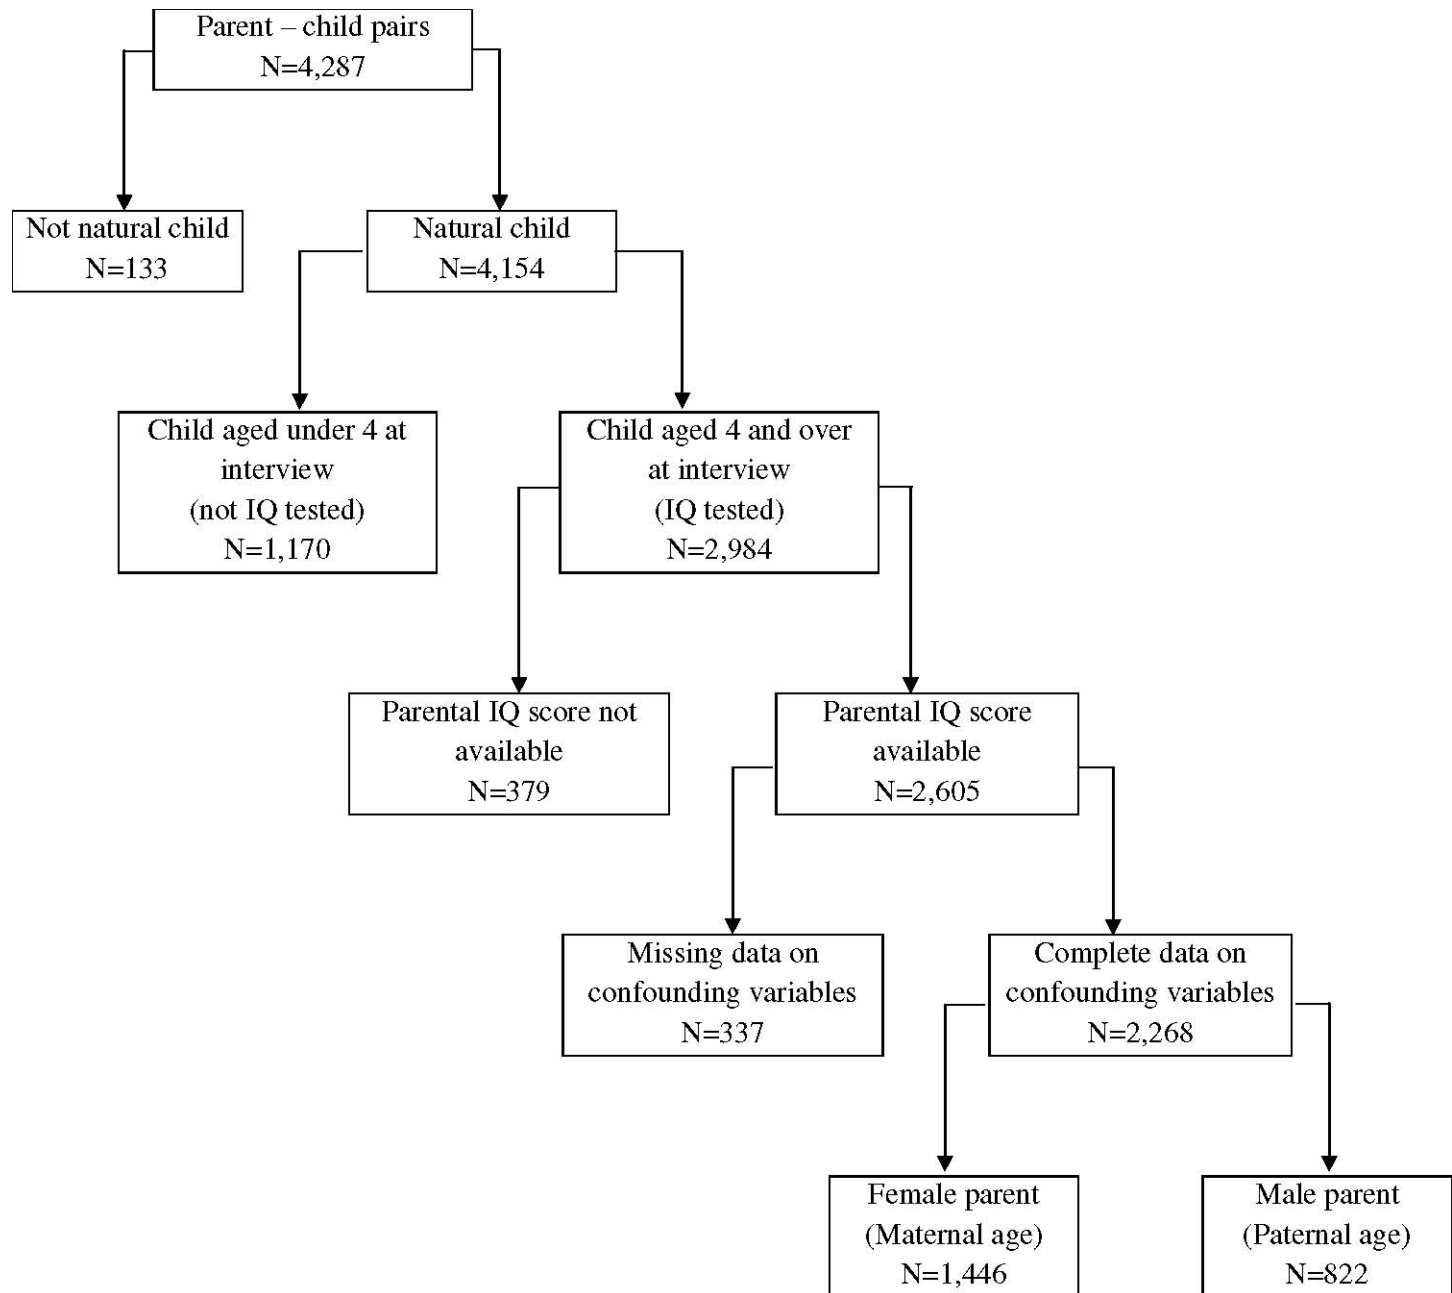 Parent – child pairs
N=4,287
Not natural child
N=133
Natural child
N=4,154
Child aged under 4 at
interview
(not IQ tested)
N=1,170
Child aged 4 and over
at interview
(IQ tested)
N=2,984
Parental IQ score not
available
N=379
Parental IQ score
available
N=2,605
Missing data on
confounding variables
N=337
Complete data on
confounding variables
N=2,268
Female parent
(Maternal age)
N=1,446
Male parent
(Paternal age)
N=822